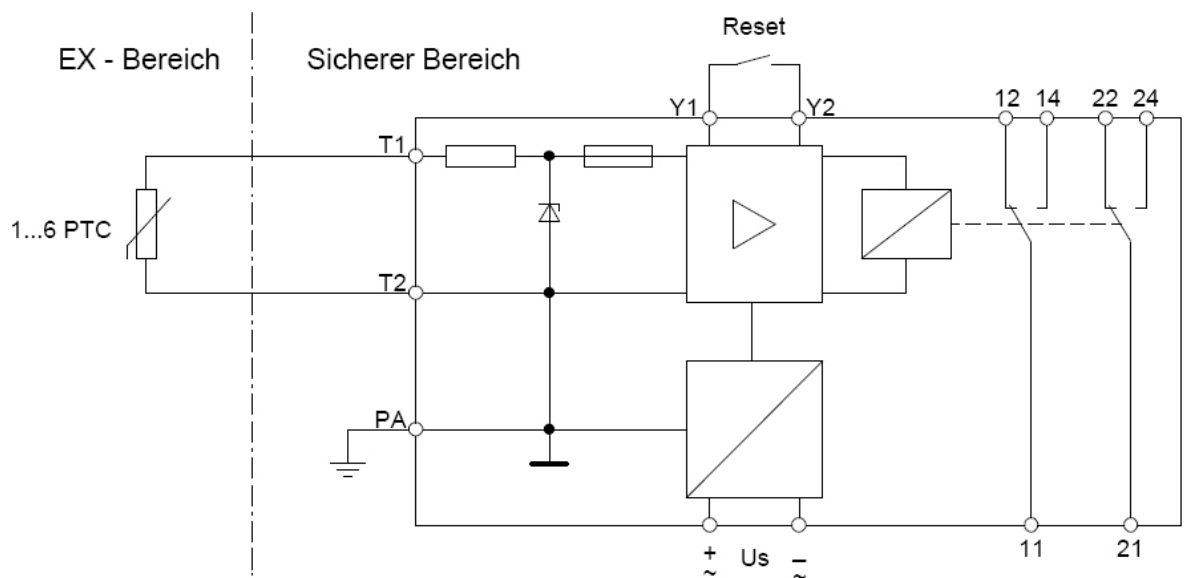 Reset
EX - Bereich
Sicherer Bereich
Y1
Y2
12
14
22
24
T1
1...6 PTC
T2
PA
+
~
Us
–
~
11
21